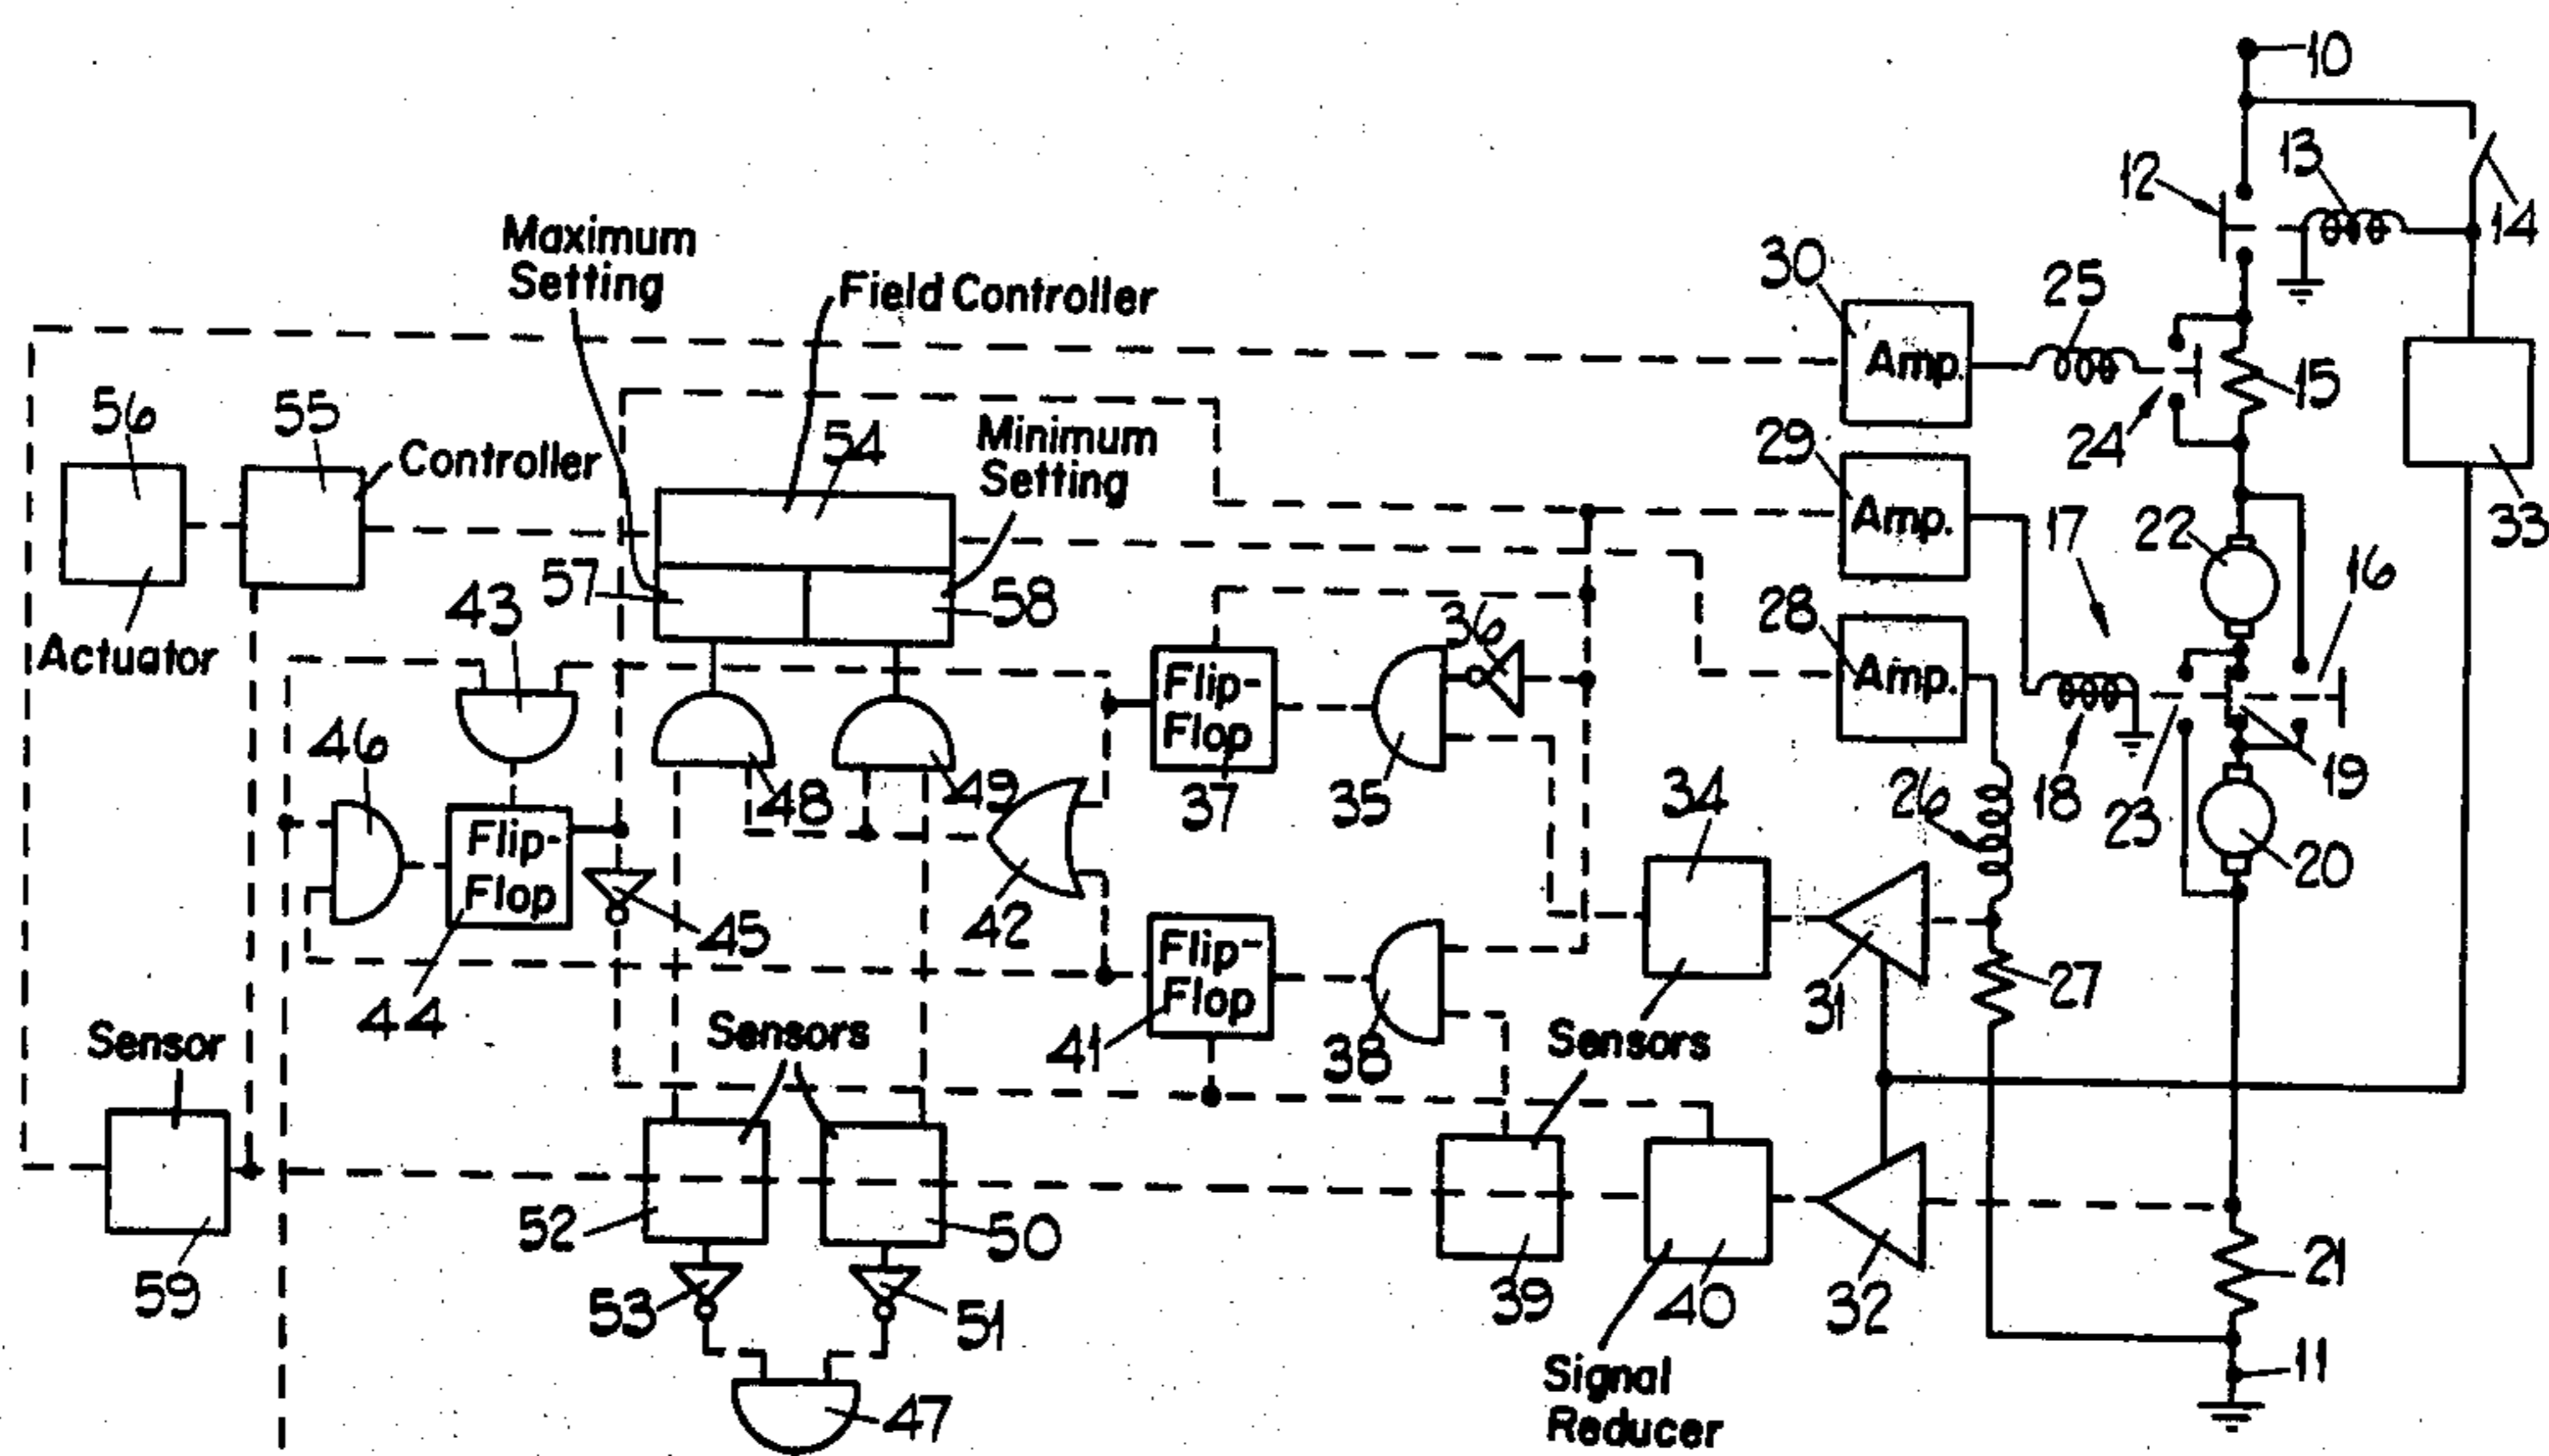 10
13
12
14
Maximum
Setting
Field Controller
30
25
Amp.
15
24
56
55
Controller
54
Minimum
Setting
29
Amp.
17
22
33
16
43
57
58
28
Actuator
36
Flip-
Flop
Amp.
46
48
49
37
35
34
26
18
23
19
Flip-
Flop
45
42
20
44
Flip-
Flop
41
38
31
27
Sensor
Sensors
Sensors
52
50
59
53
51
39
40
32
21
47
Signal
Reducer
11